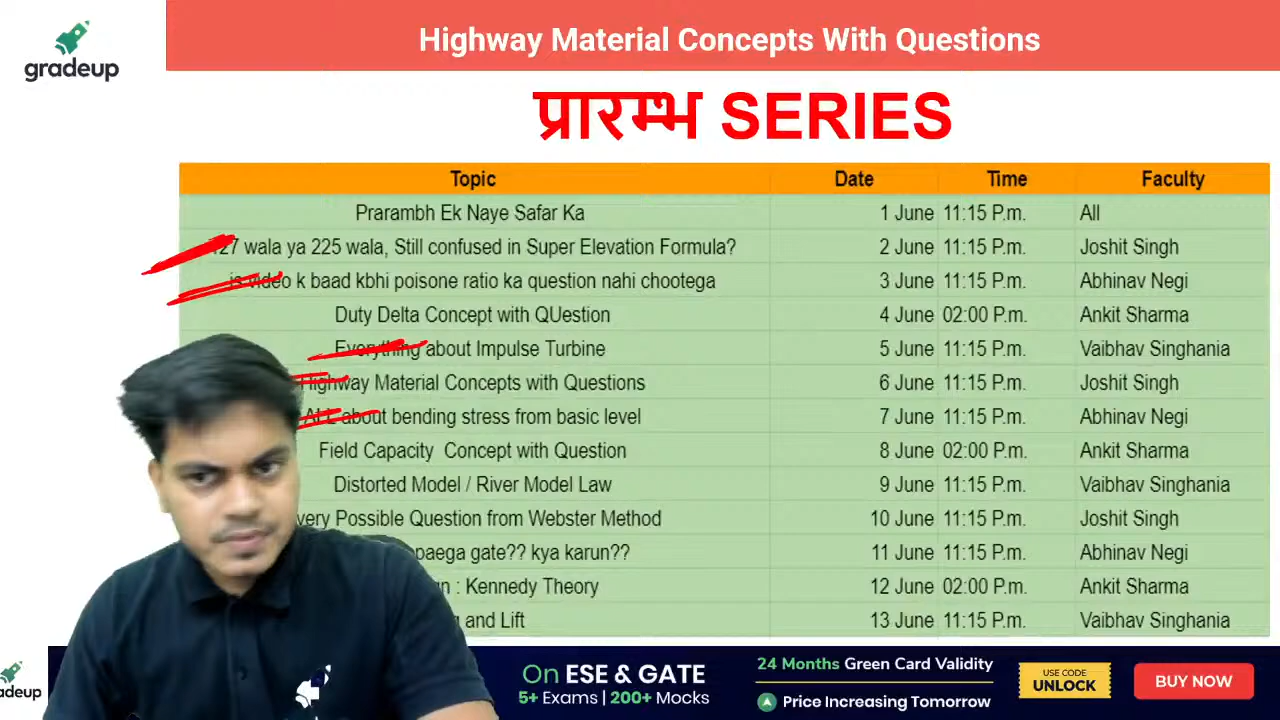 gradeup
Highway Material Concepts With Questions
प्रारम्भ SERIES
Topic Date Time Faculty
Prarambh Ek Naye Safar Ka 1 June 11:15 P.m. All
wala ya 225 wala, Still confused in Super Elevation Formula? 2 June 11:15 P.m. Joshit Singh
is video k baad kbhi poisone ratio ka question nahi chootega 3 June 11:15 P.m. Abhinav Negi
Duty Delta Concept with QUestion 4 June 02:00 P.m. Ankit Sharma
Everything about Impulse Turbine 5 June 11:15 P.m. Vaibhav Singhania
Highway Material Concepts with Questions 6 June 11:15 P.m. Joshit Singh
ALL about bending stress from basic level 7 June 11:15 P.m. Abhinav Negi
Field Capacity Concept with Question 8 June 02:00 P.m. Ankit Sharma
Distorted Model / River Model Law 9 June 11:15 P.m. Vaibhav Singhania
Possible Question from Webster Method 10 June 11:15 P.m. Joshit Singh
paega gate?? kya karun?? 11 June 11:15 P.m. Abhinav Negi
: Kennedy Theory 12 June 02:00 P.m. Ankit Sharma
and Lift 13 June 11:15 P.m. Vaibhav Singhania
On ESE & GATE
5+ Exams | 200+ Mocks
24 Months Green Card Validity
Price Increasing Tomorrow
USE CODE
UNLOCK
BUY NOW